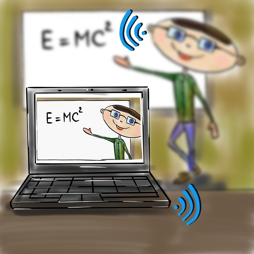 E = MC²
E = MC²